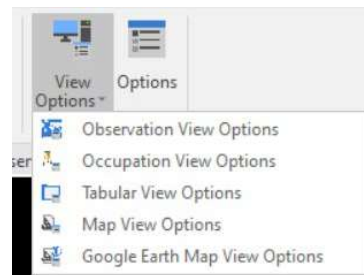 View
Options
Options
ser
Observation View Options
Occupation View Options
Tabular View Options
Map View Options
Google Earth Map View Options